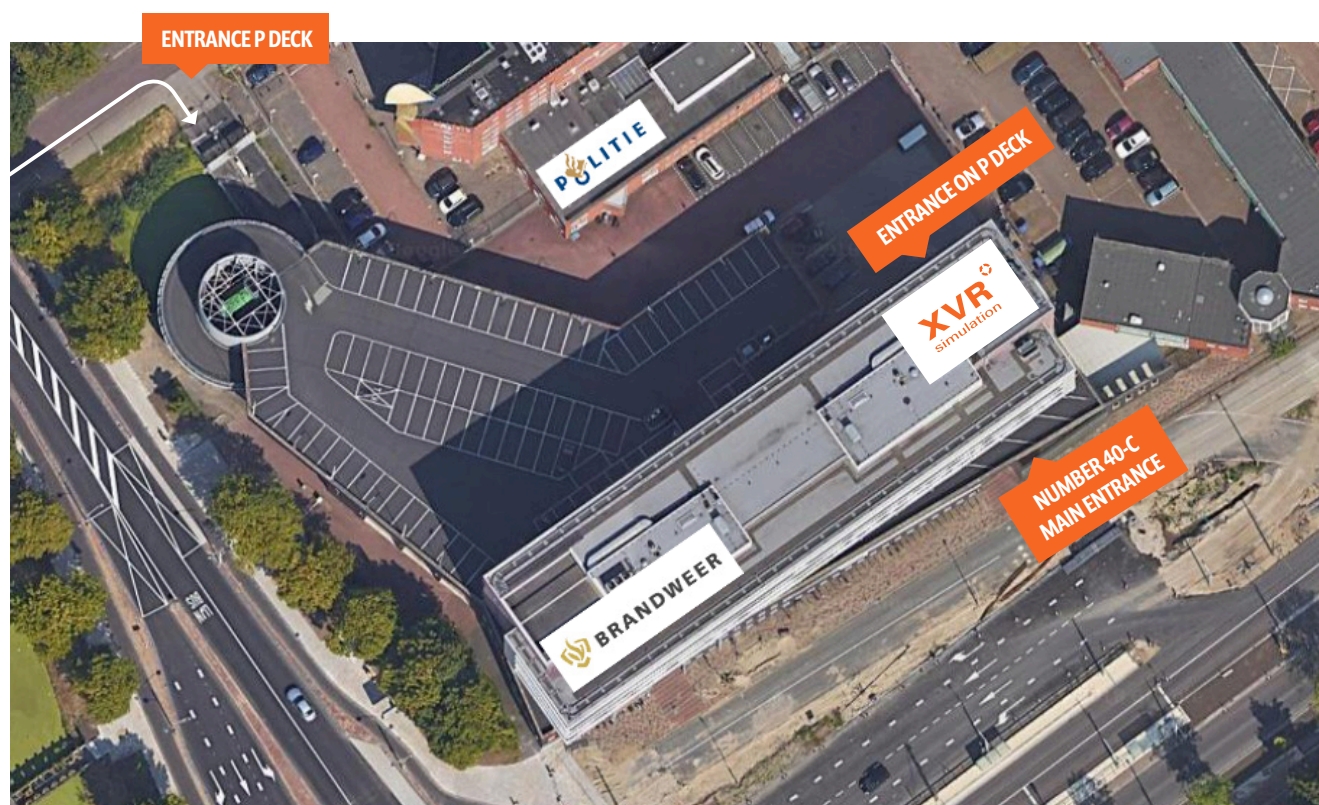 ENTRANCE P DECK
POLITIE
ENTRANCE ON P DECK
XVR
simulation
NUMBER 40-C
MAIN ENTRANCE
BRANDWEER